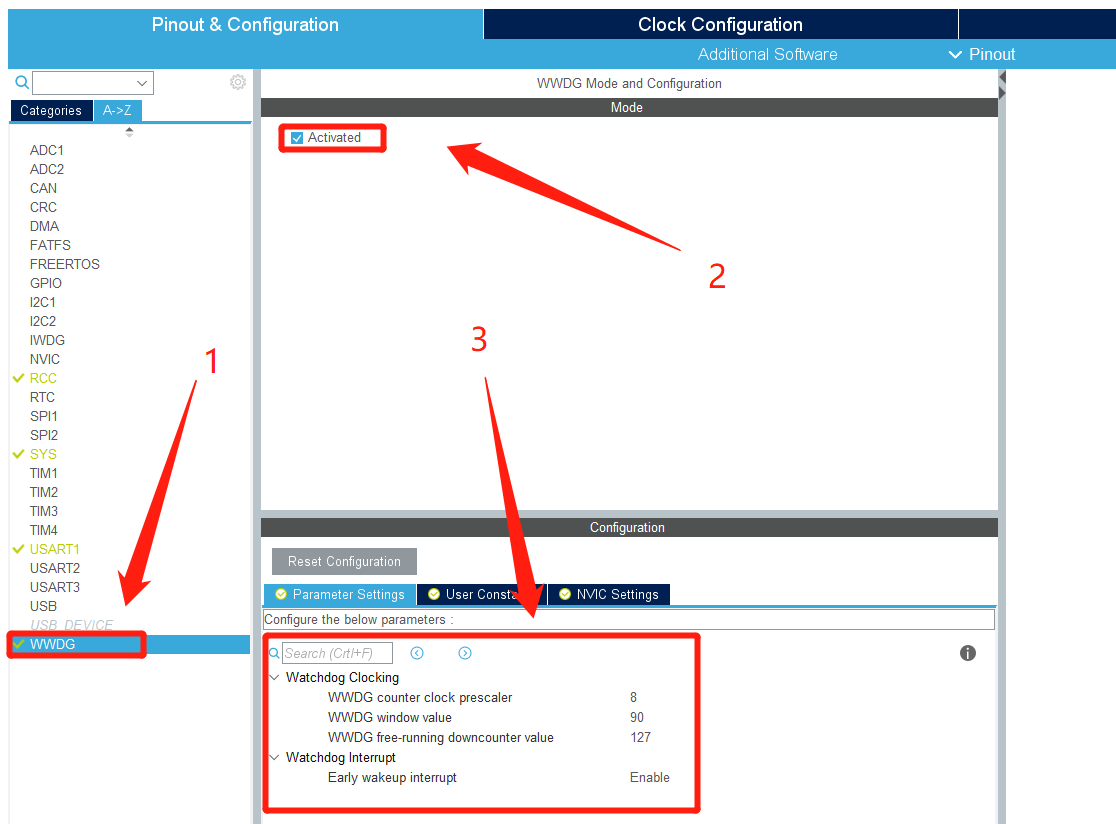 Pinout & Configuration
Clock Configuration
Additional Software
Pinout
Categories
A->Z
ADC1
ADC2
CAN
CRC
DMA
FATFS
FREERTOS
GPIO
I2C1
I2C2
IWDG
NVIC
RCC
RTC
SPI1
SPI2
SYS
TIM1
TIM2
TIM3
TIM4
USART1
USART2
USART3
USB
USB_DEVICE
WWDG
1
WWDG Mode and Configuration
Mode
Activated
2
3
Configuration
Reset Configuration
Parameter Settings
User Consta
NVIC Settings
Configure the below parameters :
Search (Crtl+F)
Watchdog Clocking
WWDG counter clock prescaler 8
WWDG window value 90
WWDG free-running downcounter value 127
Watchdog Interrupt
Early wakeup interrupt Enable